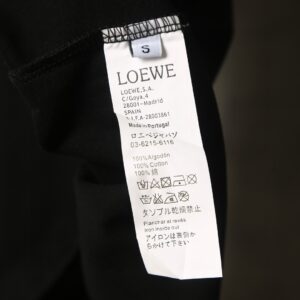 S
LOEWE
LOEWE, S.A.
C/Goya, 4
28001-Madrid
SPAIN
N.I.F.A-28003861
Made in Portugal
ロエベジャパン
03-6215-6116
100% Algodón
100% Cotton
100% 綿
タンブル乾燥禁止
Planchar al revés
Iron inside out
アイロンは裏側か
らかけて下さい